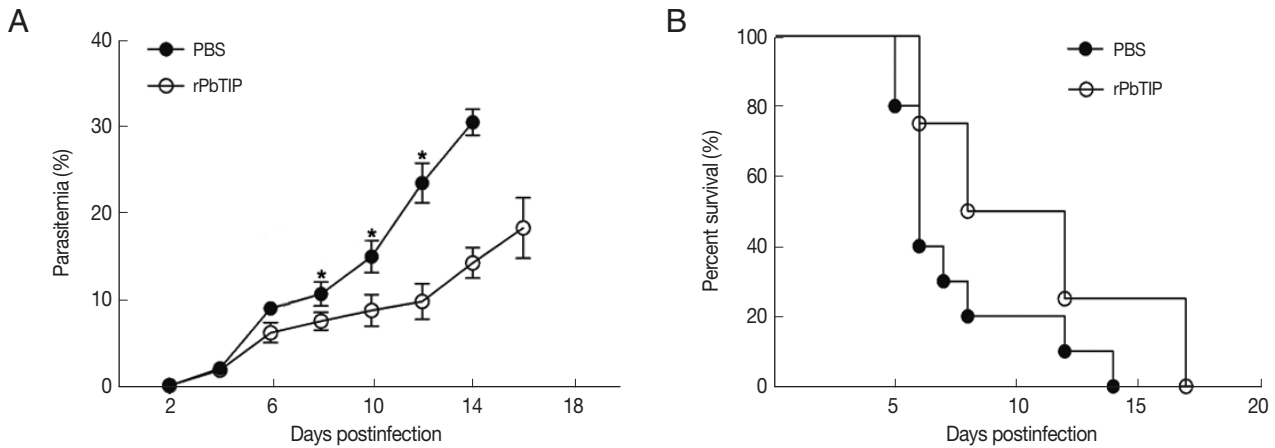 A
40
30
20
10
0
Parasitemia (%)
PBS
rPbTIP
*
*
*
2 6 10 14 18
Days postinfection
B
100
80
60
40
20
0
Percent survival (%)
PBS
rPbTIP
5 10 15 20
Days postinfection